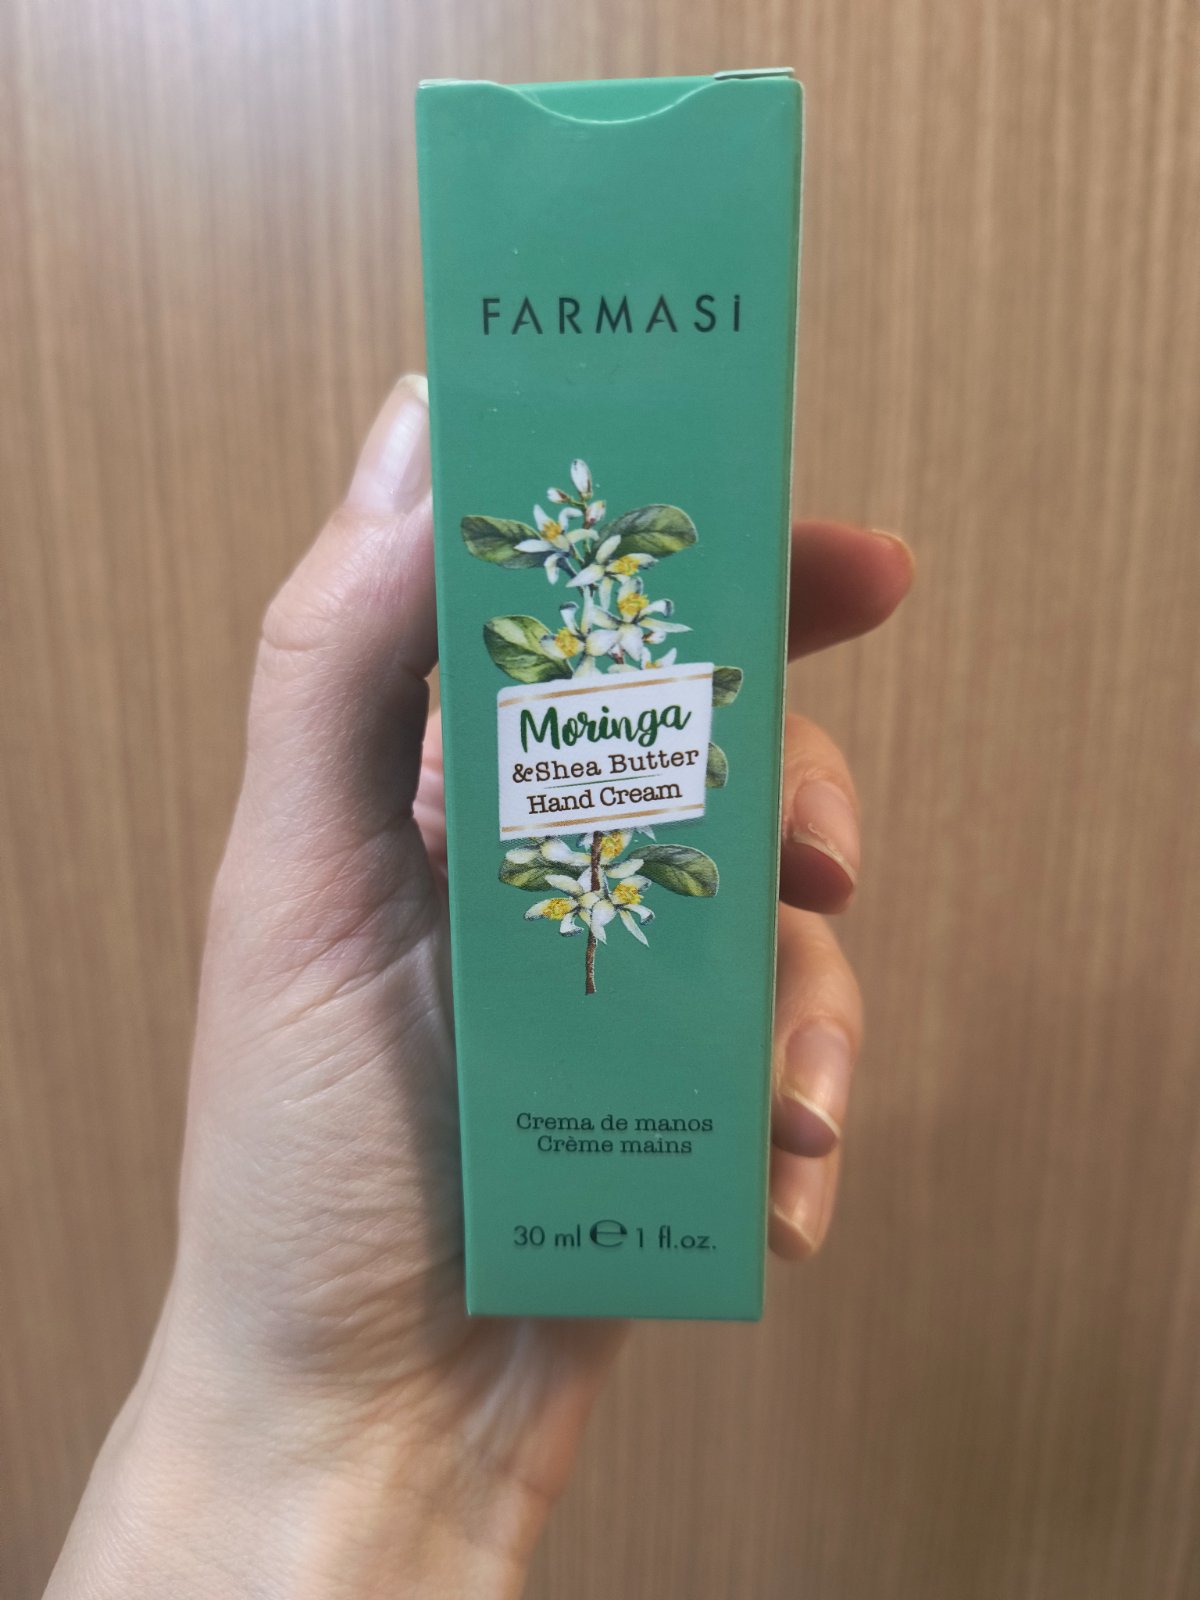 FARMASi
Moringa
&Shea Butter
Hand Cream
Crema de manos
Crème mains
30 ml ℮ 1 fl.oz.